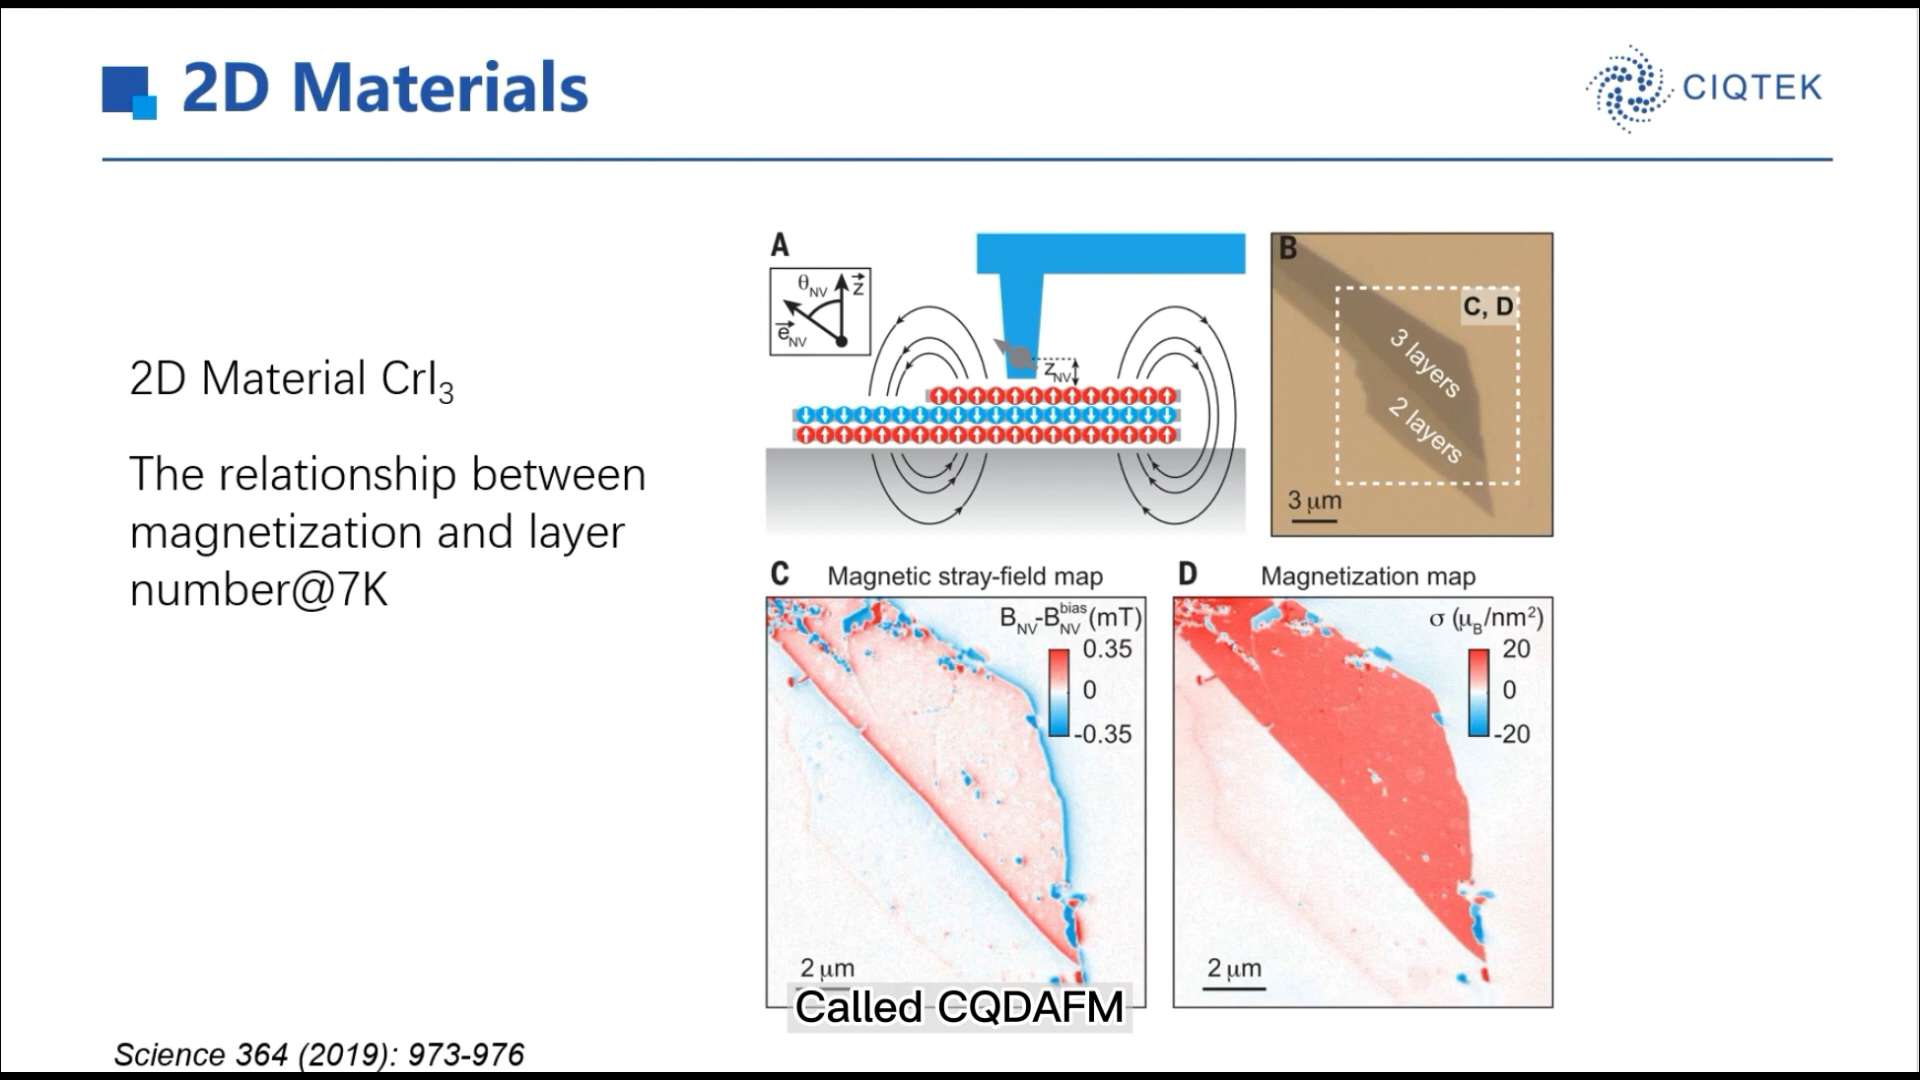 2D Materials
CIQTEK
2D Material CrI₃
The relationship between
magnetization and layer
number@7K
A
θNV
z
eNV
zNV
B
C, D
3 layers
2 layers
3 μm
C Magnetic stray-field map
BNV-BNVbias(mT)
0.35
0
-0.35
2 μm
D Magnetization map
σ (μB/nm²)
20
0
-20
2 μm
Called CQDAFM
Science 364 (2019): 973-976